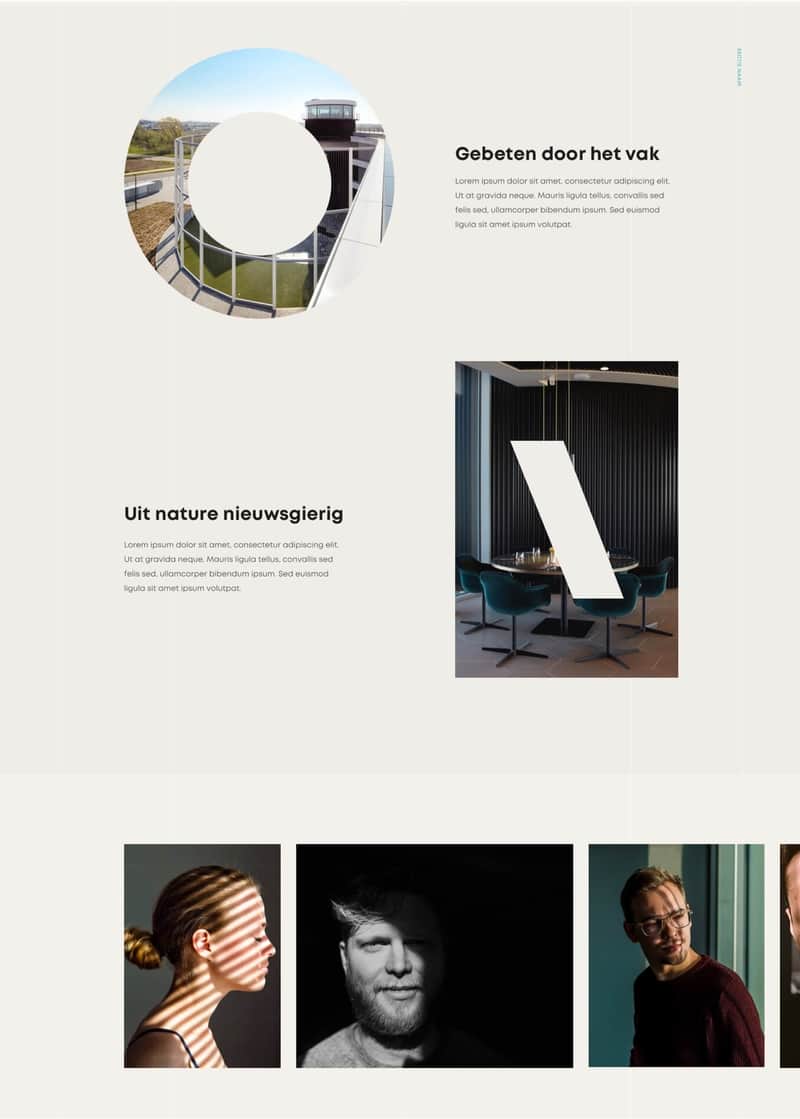 SECTIE NAAM
Gebeten door het vak
Lorem ipsum dolor sit amet, consectetur adipiscing elit.
Ut at gravida neque. Mauris ligula tellus, convallis sed
felis sed, ullamcorper bibendum ipsum. Sed euismod
ligula sit amet ipsum volutpat.
Uit nature nieuwsgierig
Lorem ipsum dolor sit amet, consectetur adipiscing elit.
Ut at gravida neque. Mauris ligula tellus, convallis sed
felis sed, ullamcorper bibendum ipsum. Sed euismod
ligula sit amet ipsum volutpat.